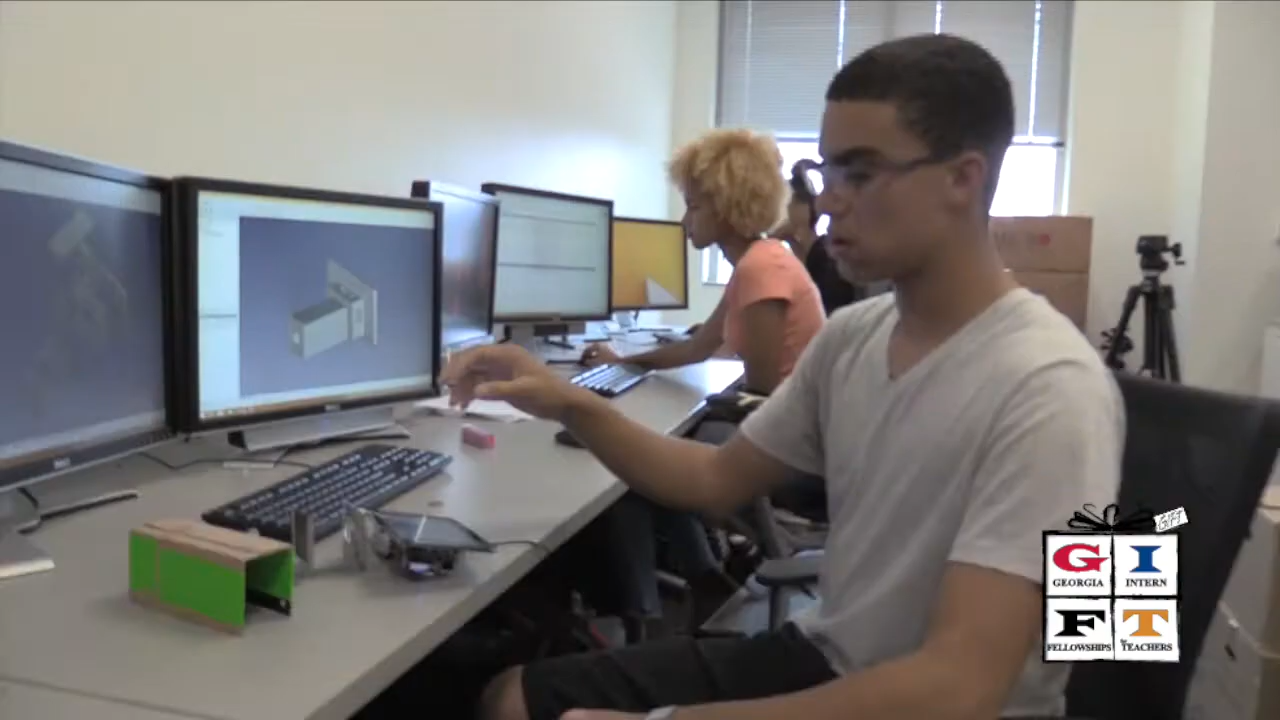 GIFT
G I
GEORGIA INTERN
F T
FELLOWSHIPS for TEACHERS